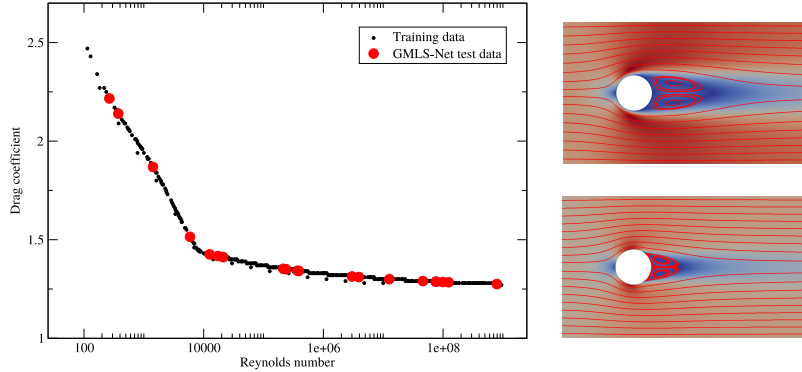 2.5
2
1.5
1
Drag coefficient
Training data
GMLS-Net test data
100
10000
1e+06
1e+08
Reynolds number